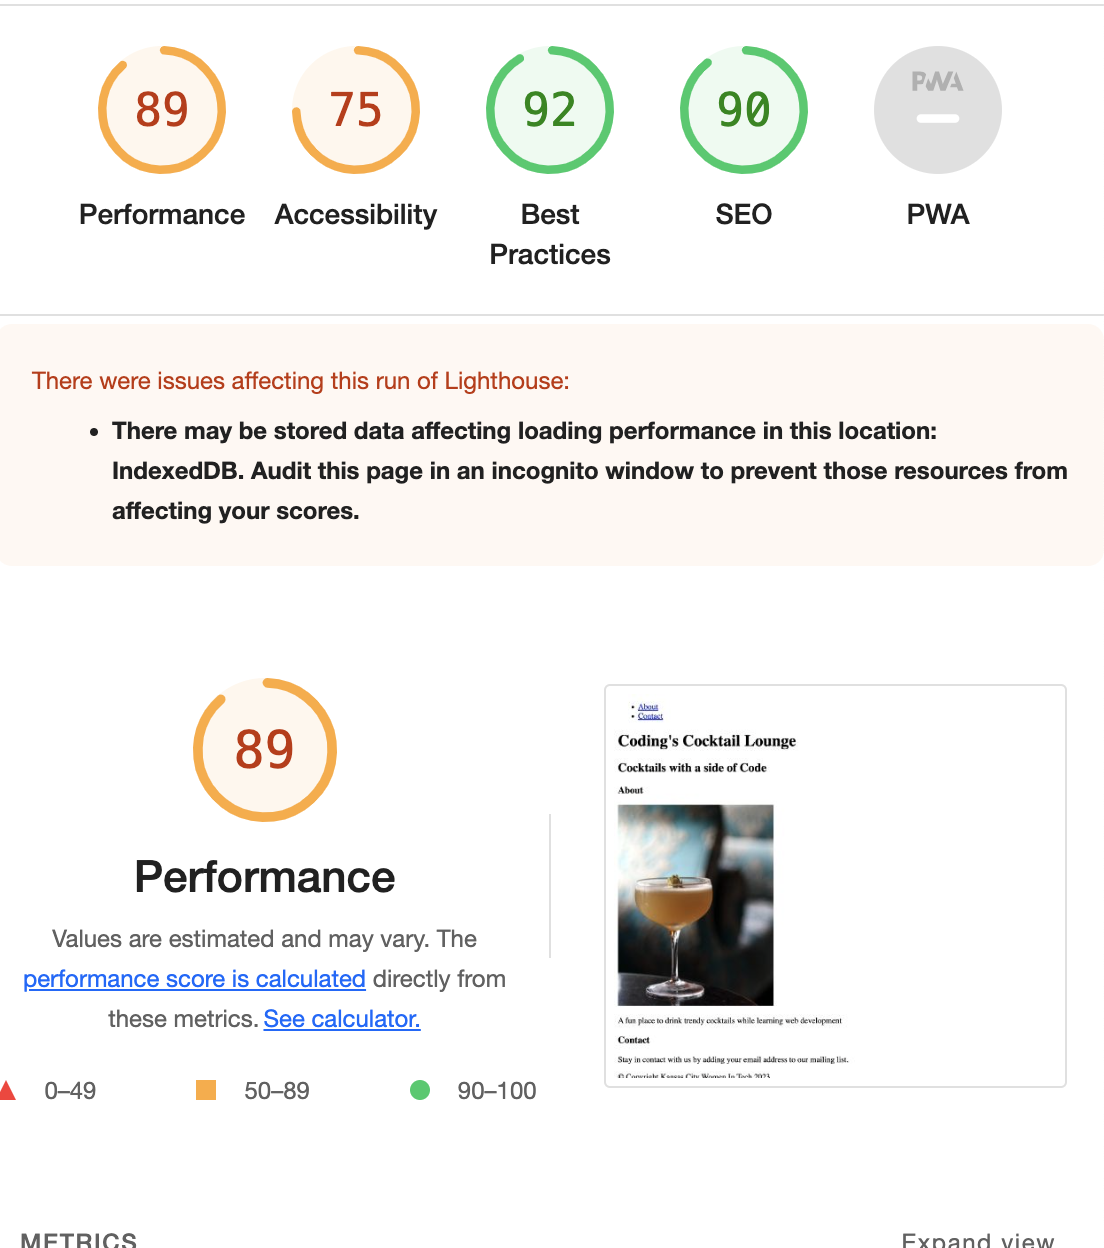 89
75
92
90
PWA
Performance
Accessibility
Best
Practices
SEO
PWA
There were issues affecting this run of Lighthouse:
• There may be stored data affecting loading performance in this location:
IndexedDB. Audit this page in an incognito window to prevent those resources from
affecting your scores.
89
Performance
Values are estimated and may vary. The
performance score is calculated directly from
these metrics. See calculator.
0–49
50–89
90–100
• About
• Contact
Coding's Cocktail Lounge
Cocktails with a side of Code
About
A fun place to drink trendy cocktails while learning web development
Contact
Stay in contact with us by adding your email address to our mailing list.
© Copyright Kansas City Women In Tech 2023
METRICS
Expand view